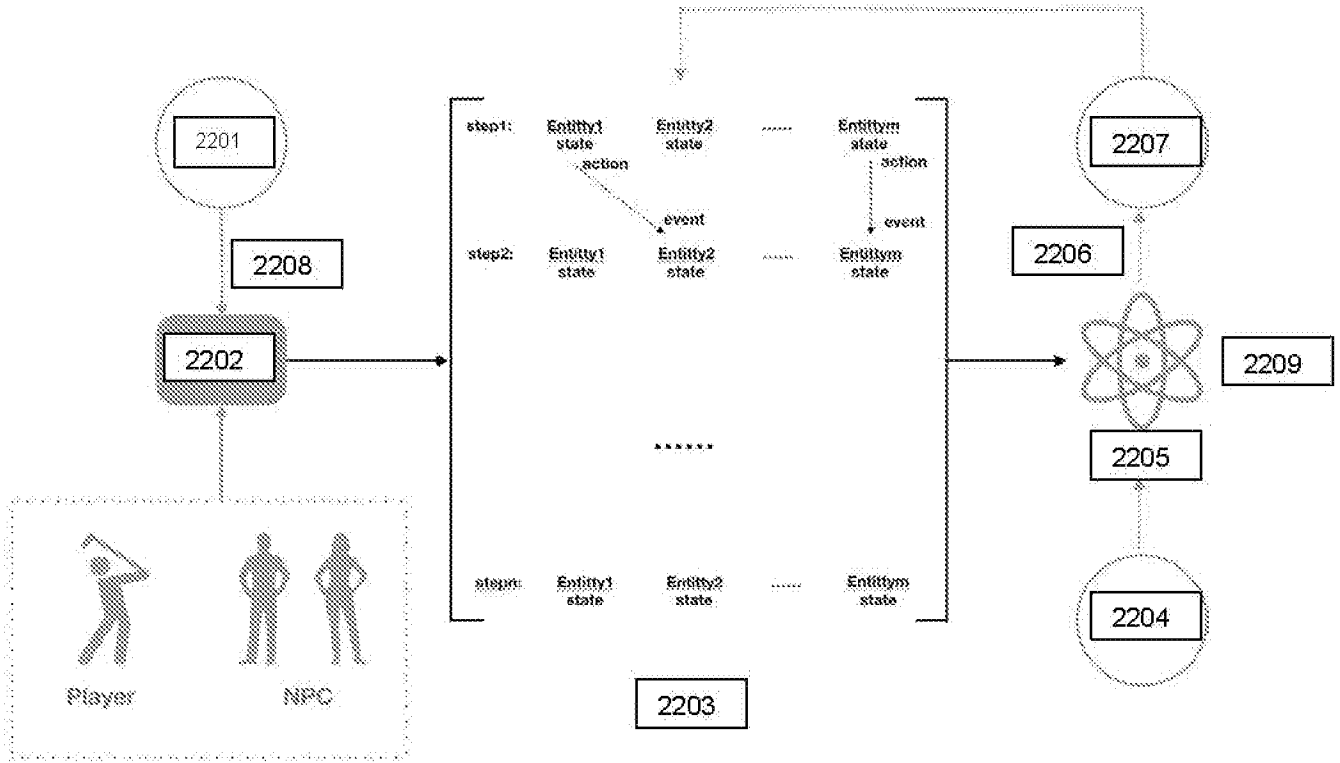 2201
2208
2202
Player NPC
step1: Entitty1 Entitty2 ...... Entittym
state state state
action action
event event
step2: Entitty1 Entitty2 ...... Entittym
state state state
......
stepn: Entitty1 Entitty2 ...... Entittym
state state state
2203
2207
2206
2209
2205
2204